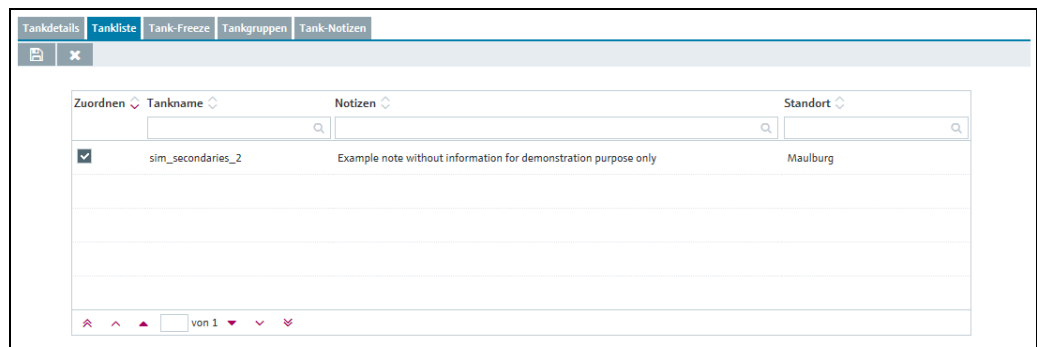 Tankdetails Tankliste Tank-Freeze Tankgruppen Tank-Notizen
Zuordnen Tankname Notizen Standort
sim_secondaries_2 Example note without information for demonstration purpose only Maulburg
von 1